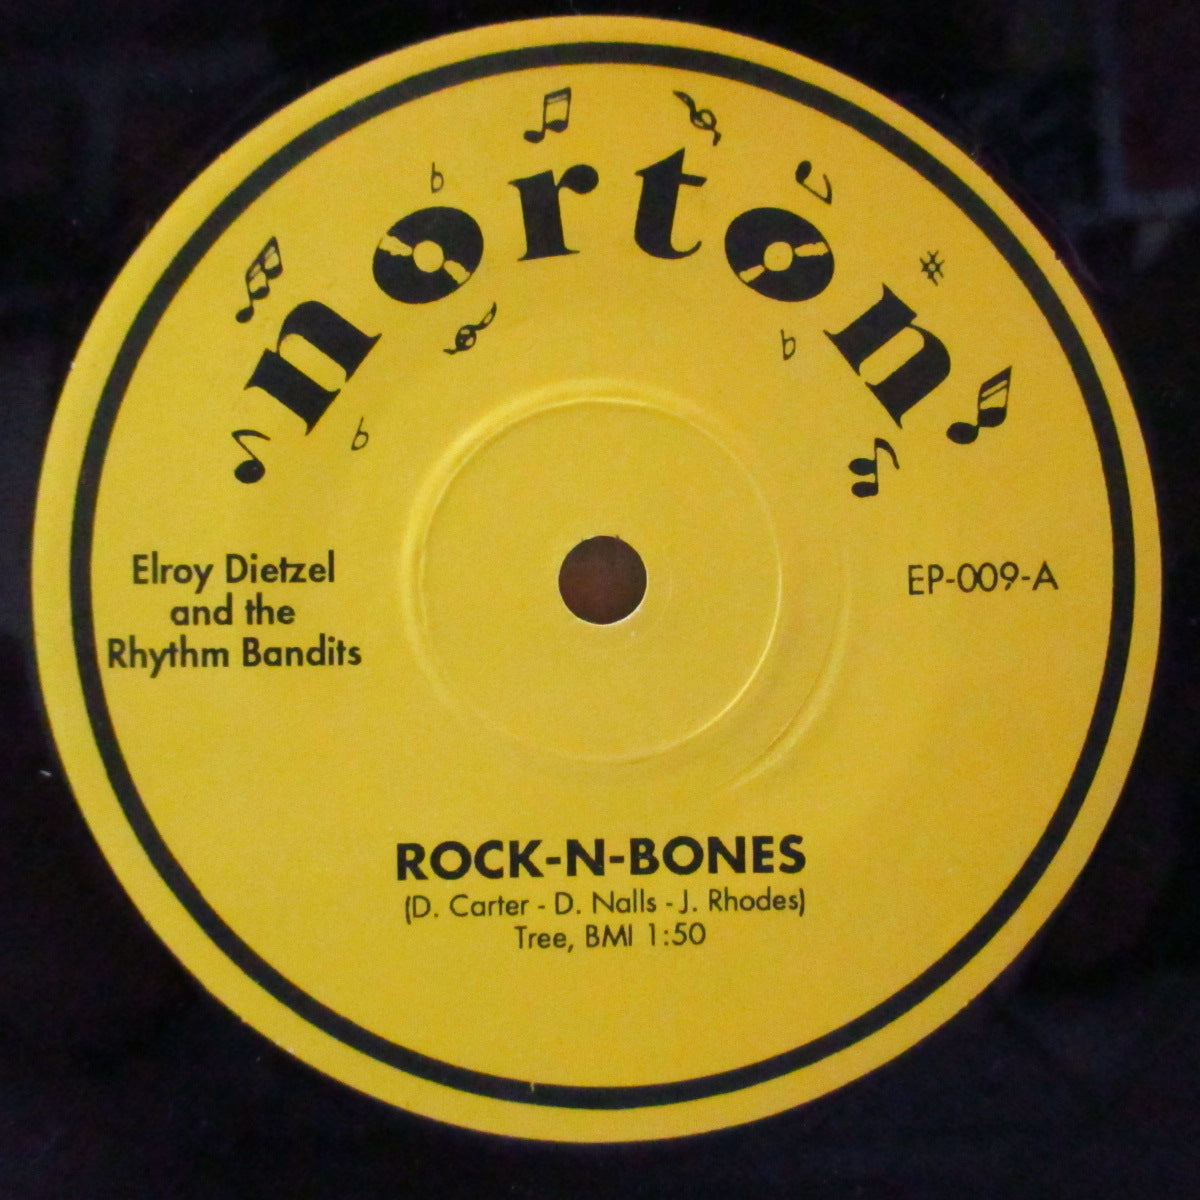 norton
Elroy Dietzel
and the
Rhythm Bandits
EP-009-A
ROCK-N-BONES
(D. Carter - D. Nalls - J. Rhodes)
Tree, BMI 1:50